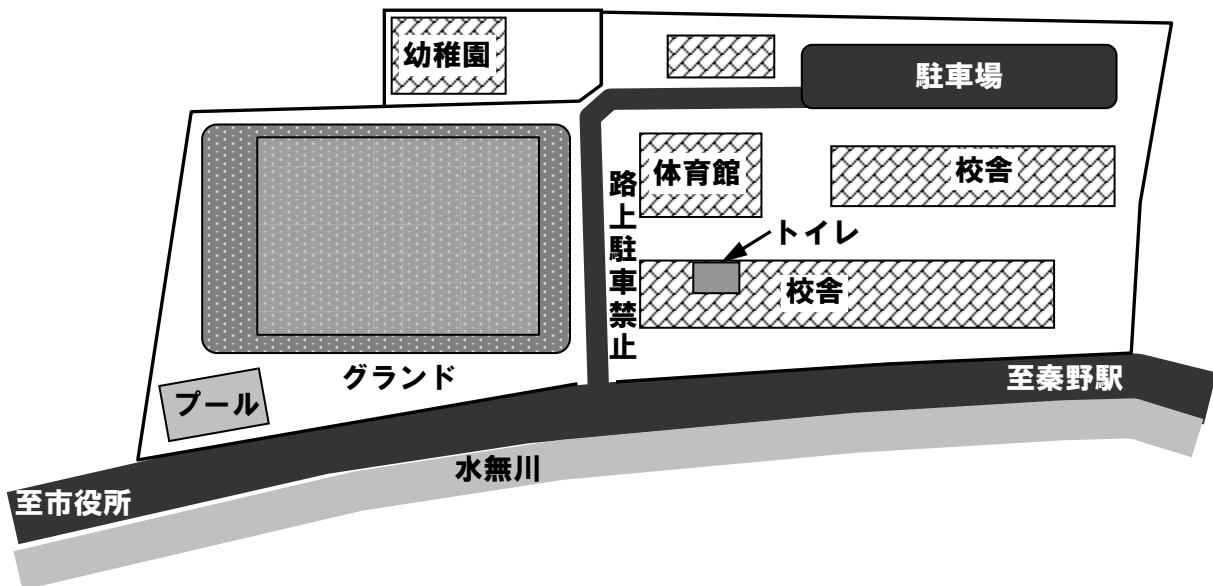 幼稚園
駐車場
体育館
校舎
路上駐車禁止
トイレ
校舎
グランド
プール
至秦野駅
水無川
至市役所